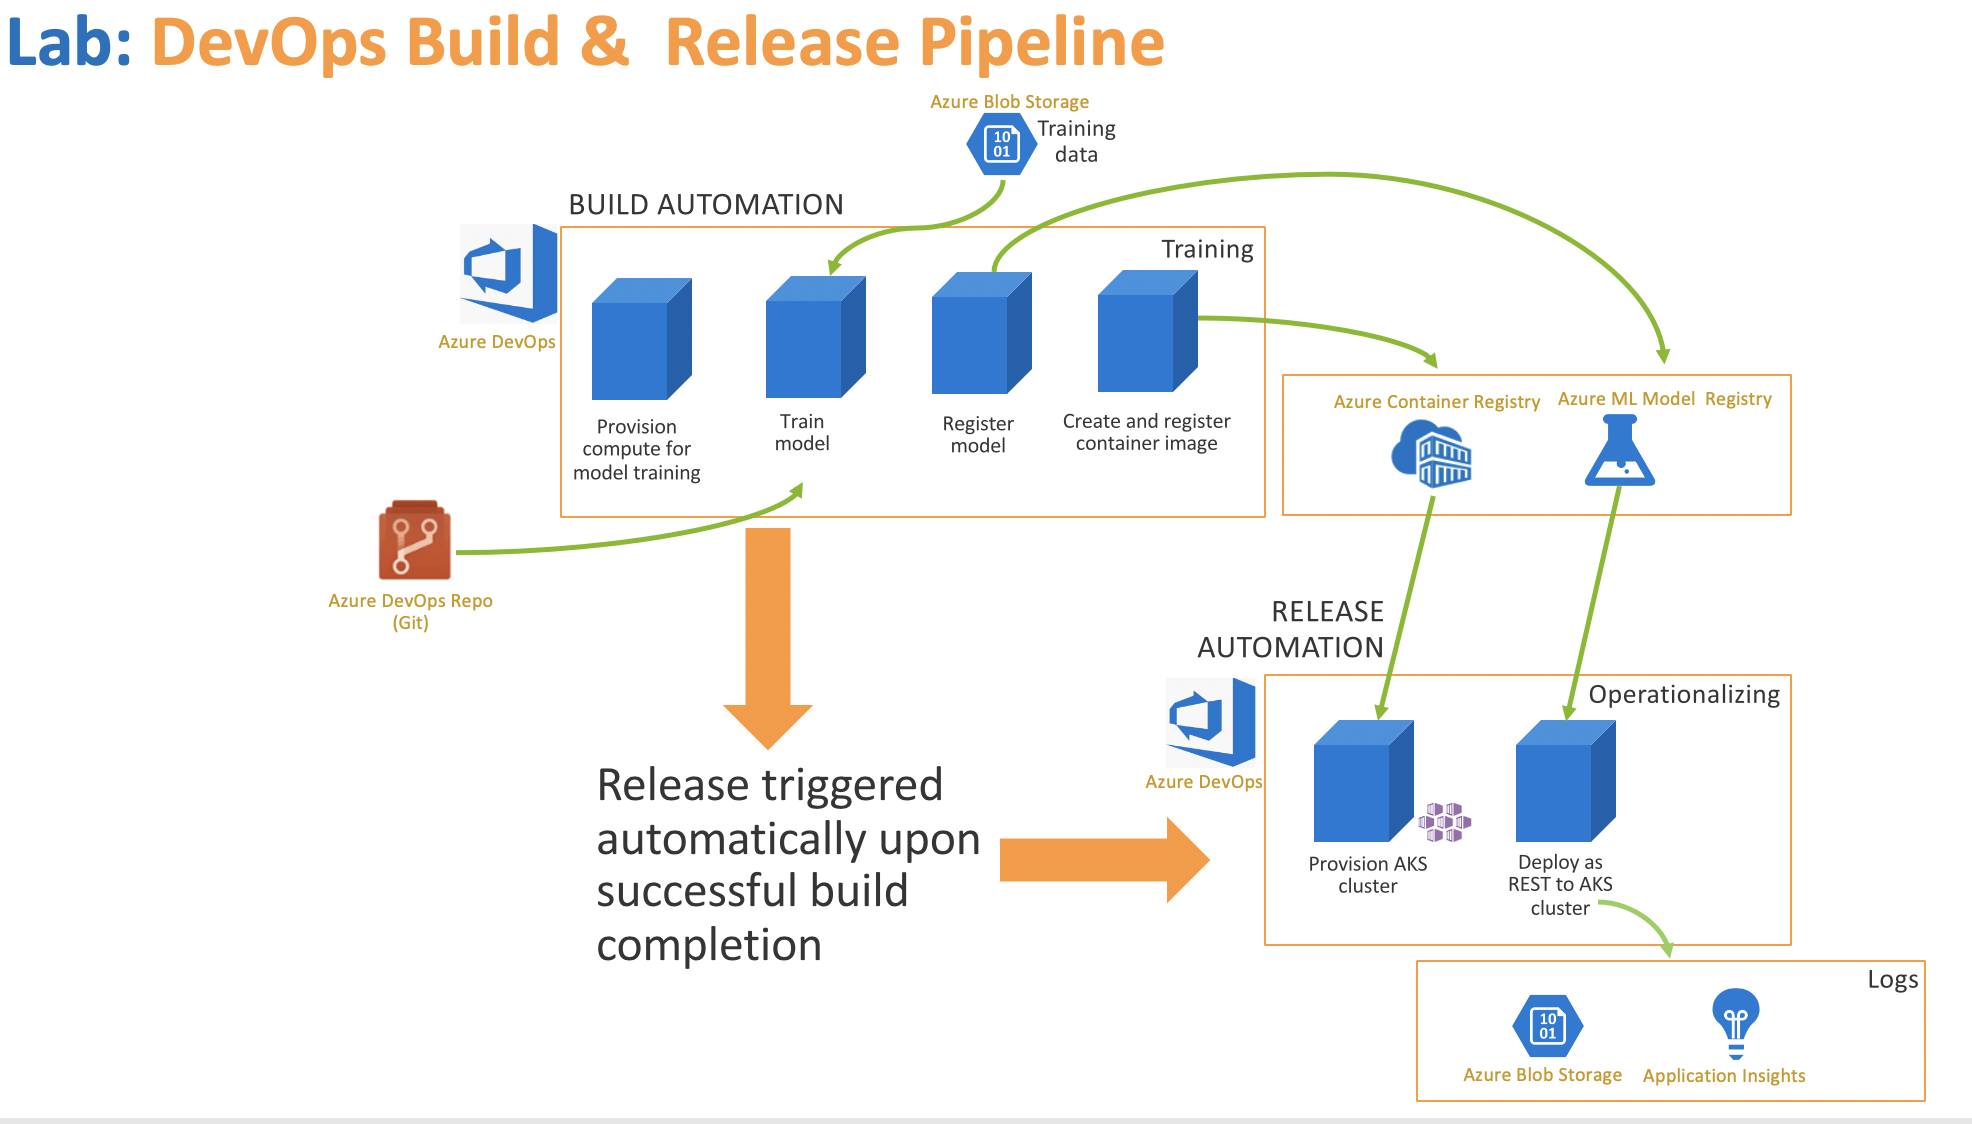 Lab: DevOps Build & Release Pipeline
Azure Blob Storage
10
01
Training
data
BUILD AUTOMATION
Training
Azure DevOps
Provision
compute for
model training
Train
model
Register
model
Create and register
container image
Azure Container Registry
Azure ML Model Registry
Azure DevOps Repo
(Git)
RELEASE
AUTOMATION
Release triggered
automatically upon
successful build
completion
Azure DevOps
Operationalizing
Provision AKS
cluster
Deploy as
REST to AKS
cluster
Logs
10
01
Azure Blob Storage
Application Insights